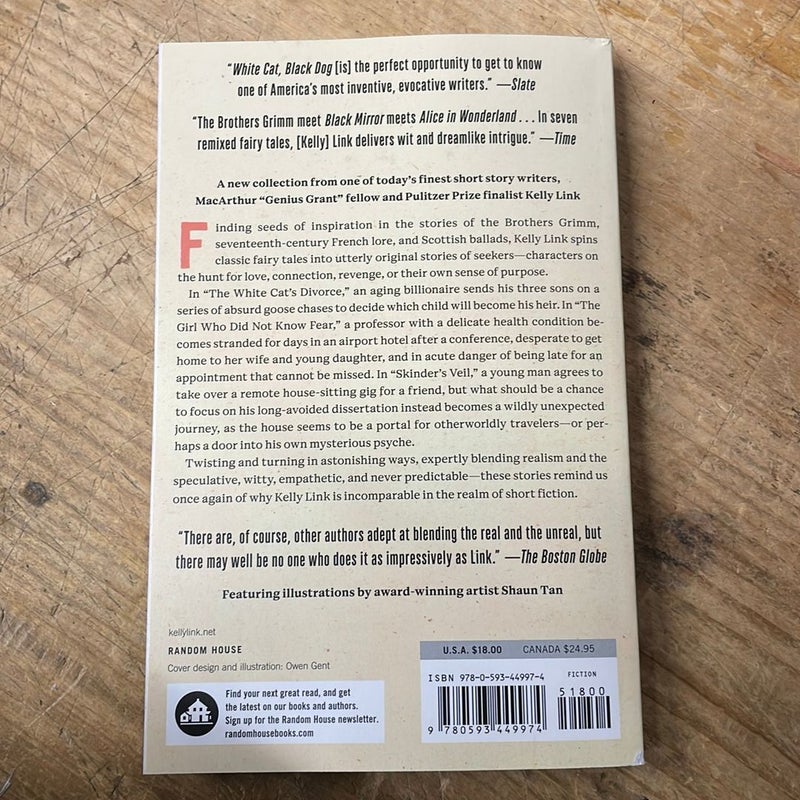 “White Cat, Black Dog [is] the perfect opportunity to get to know
one of America’s most inventive, evocative writers.” —Slate
“The Brothers Grimm meet Black Mirror meets Alice in Wonderland . . . In seven
remixed fairy tales, [Kelly] Link delivers wit and dreamlike intrigue.” —Time
A new collection from one of today’s finest short story writers,
MacArthur “Genius Grant” fellow and Pulitzer Prize finalist Kelly Link
Finding seeds of inspiration in the stories of the Brothers Grimm,
seventeenth-century French lore, and Scottish ballads, Kelly Link spins
classic fairy tales into utterly original stories of seekers—characters on
the hunt for love, connection, revenge, or their own sense of purpose.
In “The White Cat’s Divorce,” an aging billionaire sends his three sons on a
series of absurd goose chases to decide which child will become his heir. In “The
Girl Who Did Not Know Fear,” a professor with a delicate health condition be-
comes stranded for days in an airport hotel after a conference, desperate to get
home to her wife and young daughter, and in acute danger of being late for an
appointment that cannot be missed. In “Skinder’s Veil,” a young man agrees to
take over a remote house-sitting gig for a friend, but what should be a chance
to focus on his long-avoided dissertation instead becomes a wildly unexpected
journey, as the house seems to be a portal for otherworldly travelers—or per-
haps a door into his own mysterious psyche.
Twisting and turning in astonishing ways, expertly blending realism and the
speculative, witty, empathetic, and never predictable—these stories remind us
once again of why Kelly Link is incomparable in the realm of short fiction.
“There are, of course, other authors adept at blending the real and the unreal, but
there may well be no one who does it as impressively as Link.” —The Boston Globe
Featuring illustrations by award-winning artist Shaun Tan
kellylink.net
RANDOM HOUSE
Cover design and illustration: Owen Gent
Find your next great read, and get
the latest on our books and authors.
Sign up for the Random House newsletter.
randomhousebooks.com
U.S.A. $18.00 CANADA $24.95
ISBN 978-0-593-44997-4
FICTION
51800
9 780593 449974